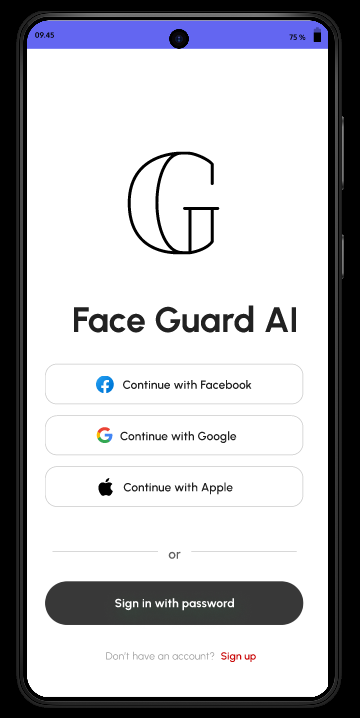 09.45
75 %
G
Face Guard AI
Continue with Facebook
Continue with Google
Continue with Apple
or
Sign in with password
Don't have an account? Sign up